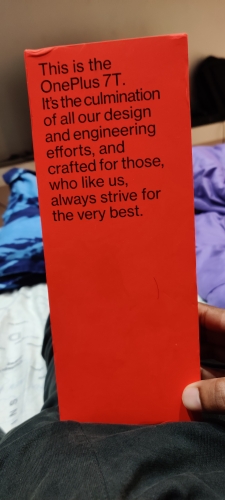 This is the
OnePlus 7T.
It's the culmination
of all our design
and engineering
efforts, and
crafted for those,
who like us,
always strive for
the very best.